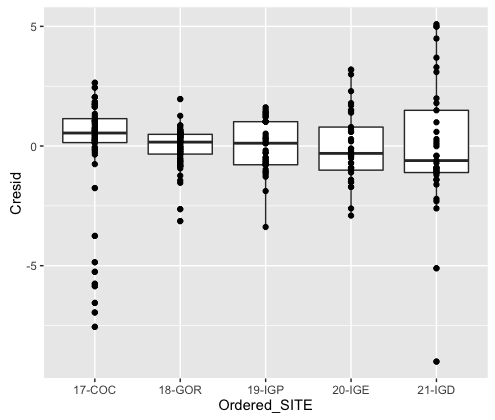 5
0
-5
Cresid
17-COC
18-GOR
19-IGP
20-IGE
21-IGD
Ordered_SITE